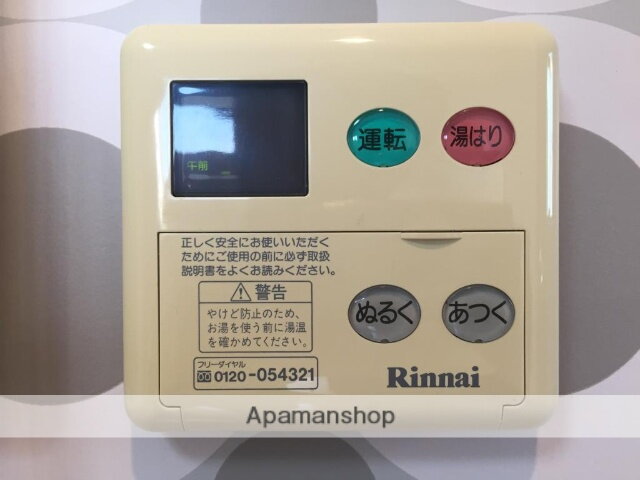 午前
運転
湯はり
正しく安全にお使いいただく
ためにご使用の前に必ず取扱
説明書をよくお読みください。
警告
やけど防止のため、
お湯を使う前に湯温
を確かめてください。
フリーダイヤル
0120-054321
ぬるく
あつく
Rinnai
Apamanshop